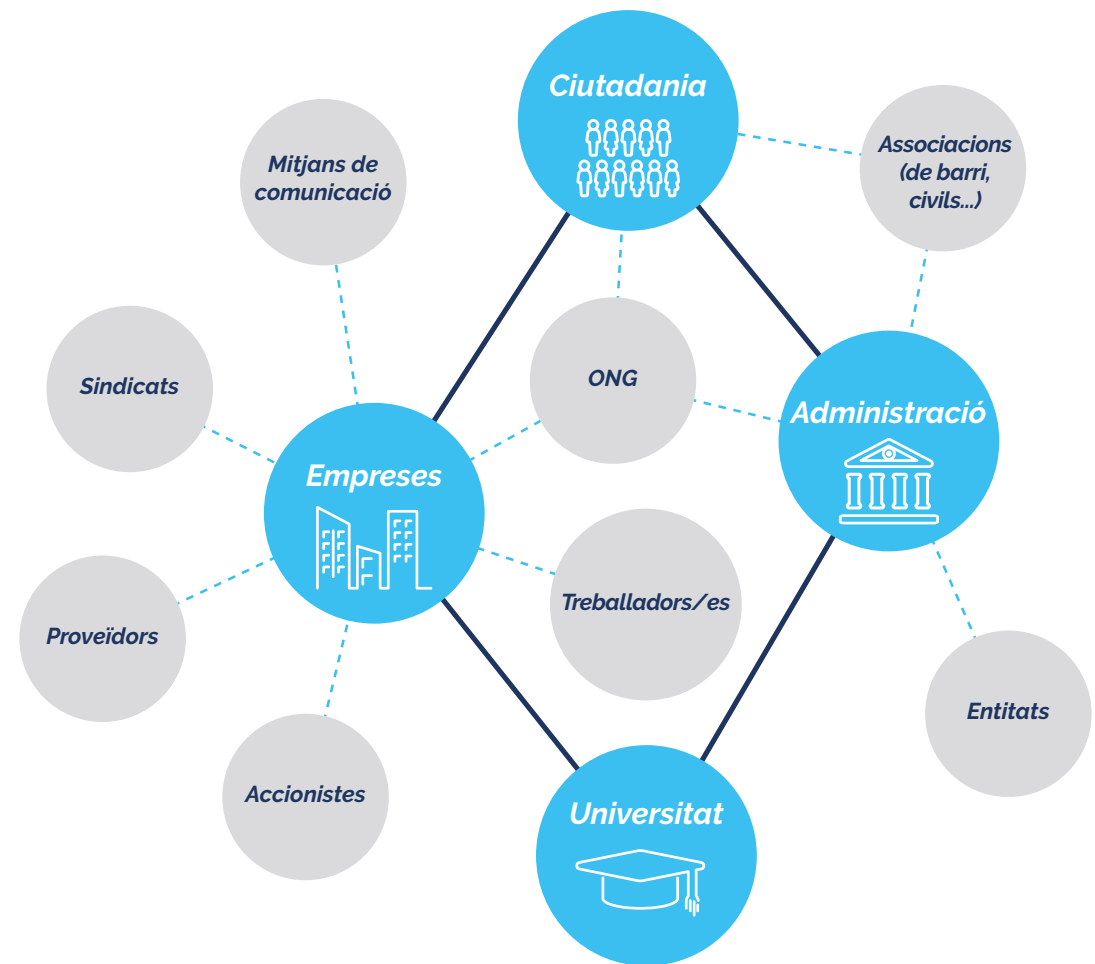 Ciutadania
Mitjans de
comunicació
Associacions
(de barri,
civils...)
Sindicats
ONG
Administració
Empreses
Treballadors/es
Proveïdors
Entitats
Accionistes
Universitat